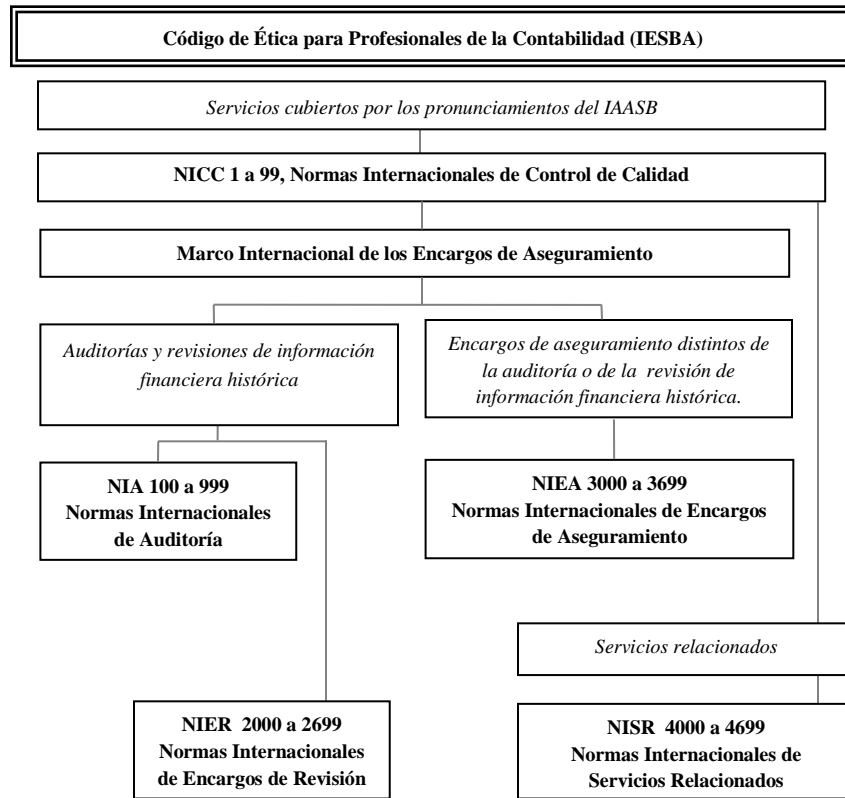 Código de Ética para Profesionales de la Contabilidad (IESBA)
Servicios cubiertos por los pronunciamientos del IAASB
NICC 1 a 99, Normas Internacionales de Control de Calidad
Marco Internacional de los Encargos de Aseguramiento
Auditorías y revisiones de información
financiera histórica
Encargos de aseguramiento distintos de
la auditoría o de la revisión de
información financiera histórica.
NIA 100 a 999
Normas Internacionales
de Auditoría
NIEA 3000 a 3699
Normas Internacionales de Encargos
de Aseguramiento
Servicios relacionados
NIER 2000 a 2699
Normas Internacionales
de Encargos de Revisión
NISR 4000 a 4699
Normas Internacionales de
Servicios Relacionados